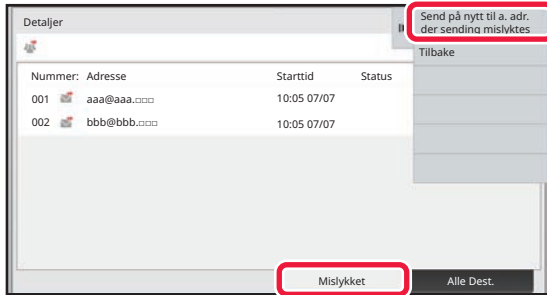 Detaljer
Send på nytt til a. adr.
der sending mislyktes
Tilbake
Nummer: Adresse Starttid Status
001 aaa@aaa.□□□ 10:05 07/07
002 bbb@bbb.□□□ 10:05 07/07
Mislykket Alle Dest.